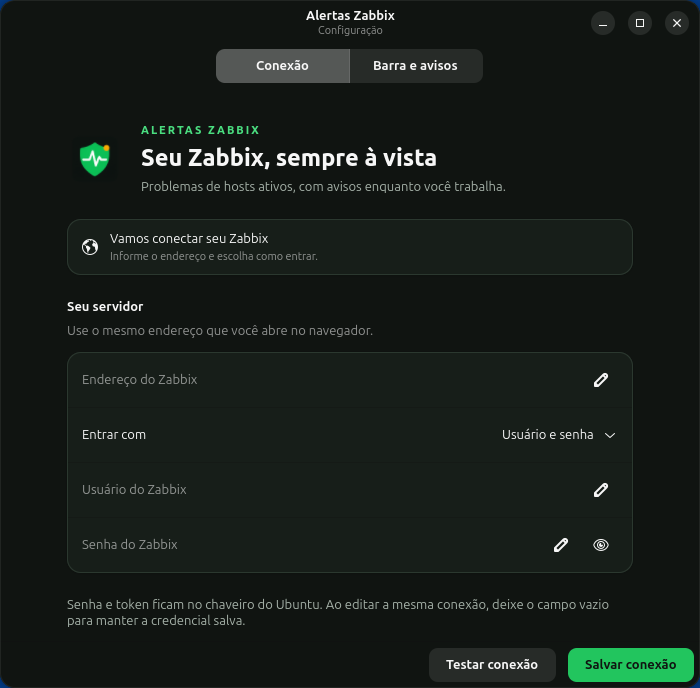 Alertas Zabbix
Configuração
Conexão
Barra e avisos
ALERTAS ZABBIX
Seu Zabbix, sempre à vista
Problemas de hosts ativos, com avisos enquanto você trabalha.
Vamos conectar seu Zabbix
Informe o endereço e escolha como entrar.
Seu servidor
Use o mesmo endereço que você abre no navegador.
Endereço do Zabbix
Entrar com
Usuário e senha
Usuário do Zabbix
Senha do Zabbix
Senha e token ficam no chaveiro do Ubuntu. Ao editar a mesma conexão, deixe o campo vazio
para manter a credencial salva.
Testar conexão
Salvar conexão